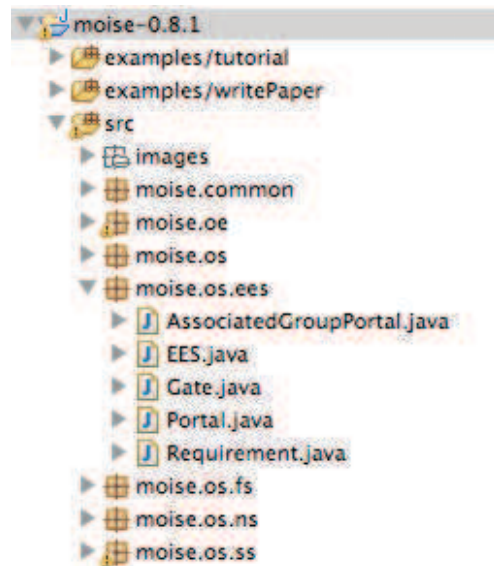 moise-0.8.1
examples/tutorial
examples/writePaper
src
images
moise.common
moise.oe
moise.os
moise.os.ees
AssociatedGroupPortal.java
EES.java
Gate.java
Portal.java
Requirement.java
moise.os.fs
moise.os.ns
moise.os.ss